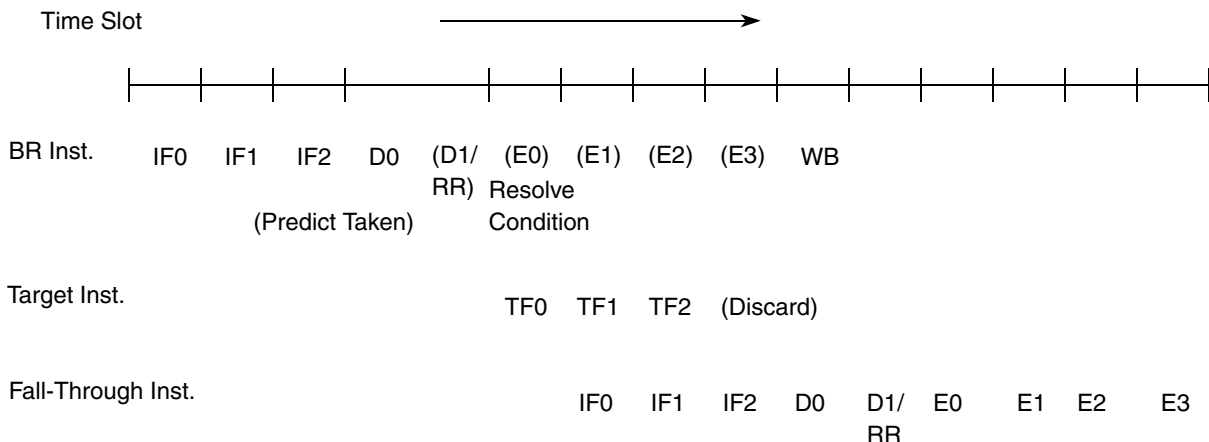 Time Slot
BR Inst. IF0 IF1 IF2 D0 (D1/ (E0) (E1) (E2) (E3) WB
RR) Resolve
(Predict Taken) Condition
Target Inst. TF0 TF1 TF2 (Discard)
Fall-Through Inst. IF0 IF1 IF2 D0 D1/ E0 E1 E2 E3
RR